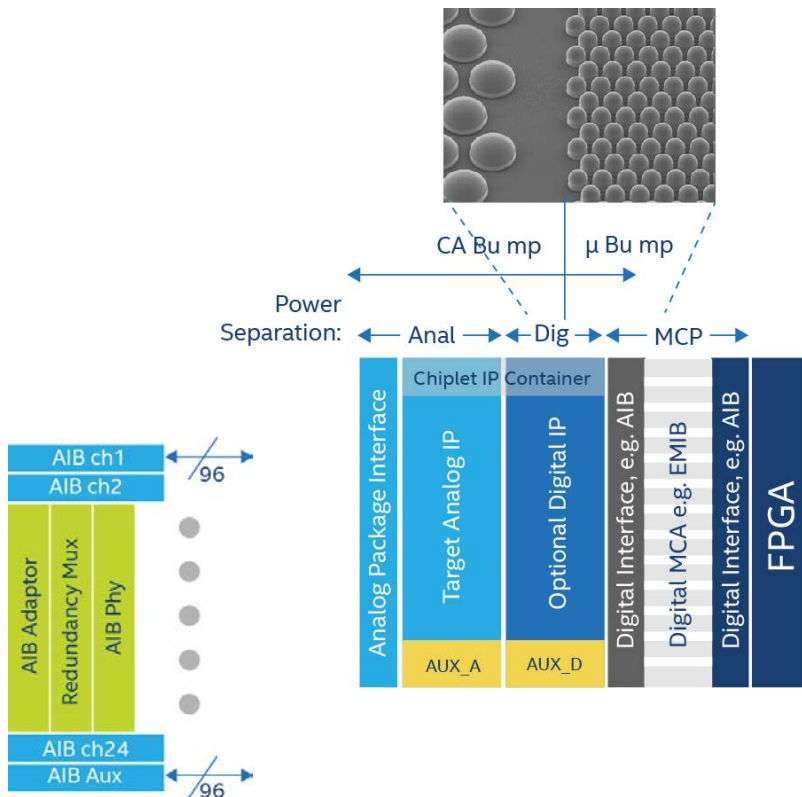 CA Bu mp
µ Bu mp
Power
Separation:
Anal
Dig
MCP
Chiplet IP Container
Analog Package Interface
Target Analog IP
Optional Digital IP
Digital Interface, e.g. AIB
Digital MCA e.g. EMIB
Digital Interface, e.g. AIB
FPGA
AUX_A
AUX_D
AIB ch1
96
AIB ch2
AIB Adaptor
Redundancy Mux
AIB Phy
AIB ch24
AIB Aux
96